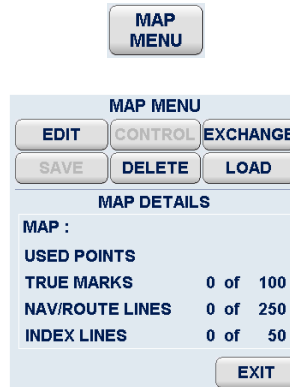 MAP
MENU
MAP MENU
EDIT CONTROL EXCHANGE
SAVE DELETE LOAD
MAP DETAILS
MAP :
USED POINTS
TRUE MARKS 0 of 100
NAV/ROUTE LINES 0 of 250
INDEX LINES 0 of 50
EXIT